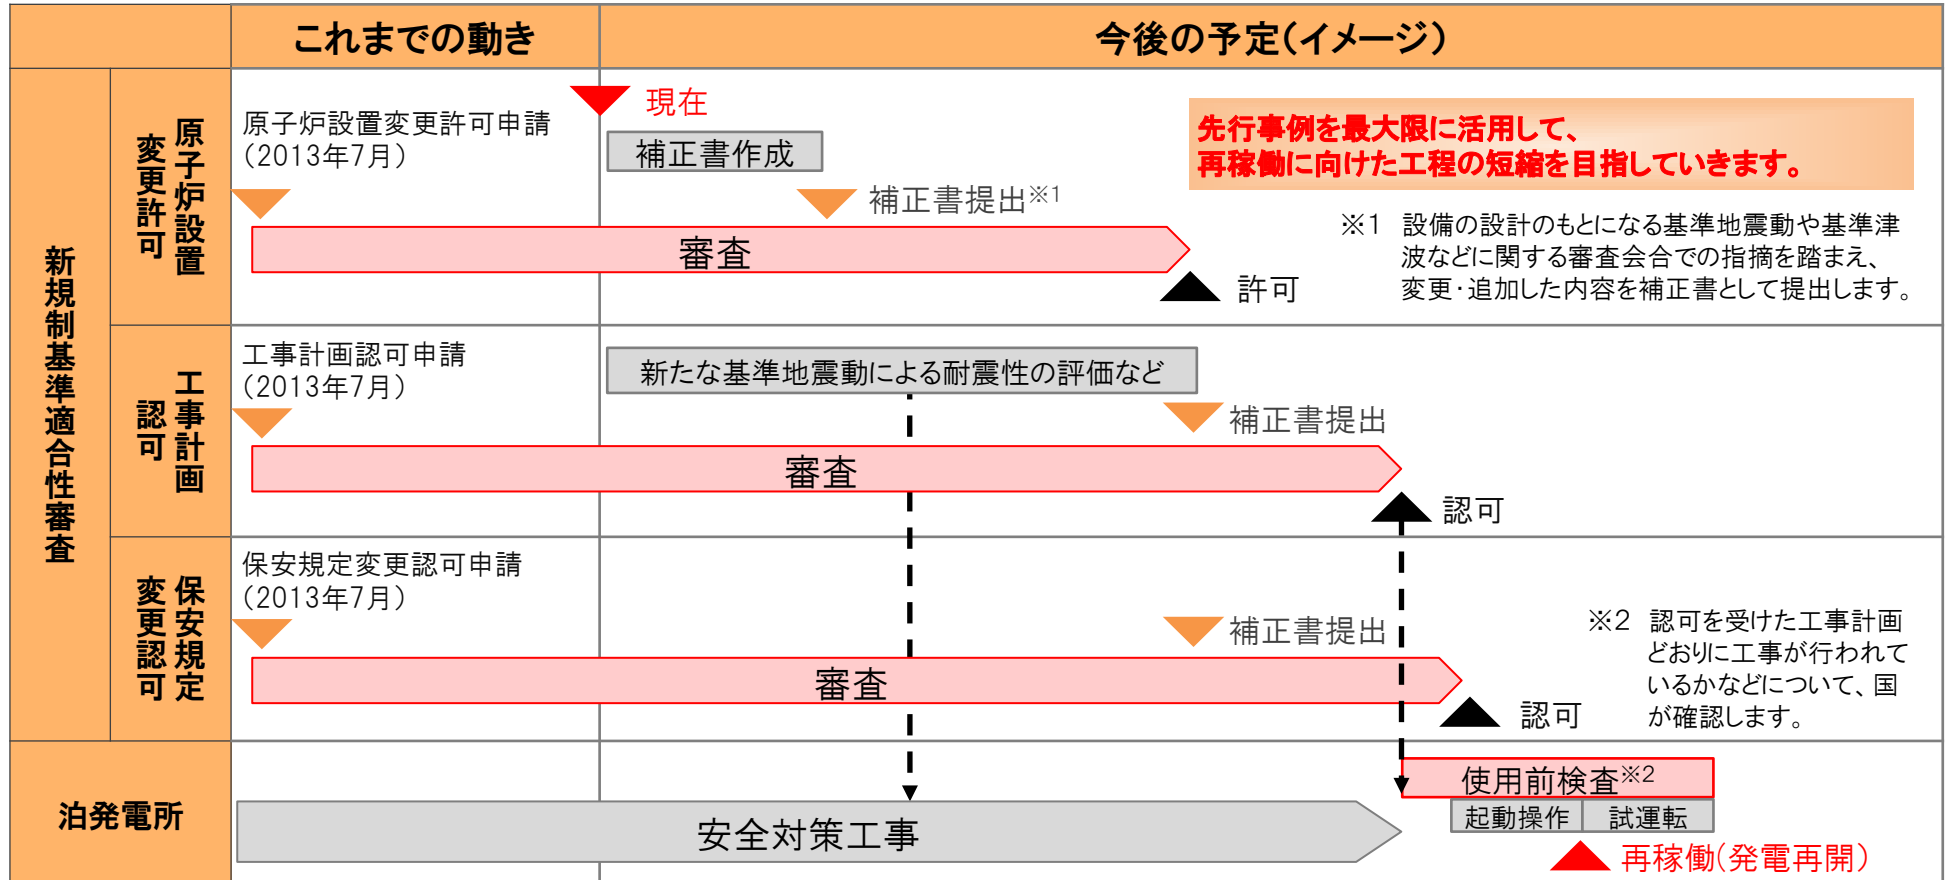 これまでの動き
今後の予定(イメージ)
新規制基準適合性審査
原子炉設置
変更許可
原子炉設置変更許可申請
(2013年7月)
現在
補正書作成
補正書提出※1
審査
許可
先行事例を最大限に活用して、
再稼働に向けた工程の短縮を目指していきます。
※1 設備の設計のもとになる基準地震動や基準津
波などに関する審査会合での指摘を踏まえ、
変更・追加した内容を補正書として提出します。
工事計画
認可
工事計画認可申請
(2013年7月)
新たな基準地震動による耐震性の評価など
補正書提出
審査
認可
保安規定
変更認可
保安規定変更認可申請
(2013年7月)
補正書提出
審査
認可
※2 認可を受けた工事計画
どおりに工事が行われて
いるかなどについて、国
が確認します。
泊発電所
安全対策工事
使用前検査※2
起動操作
試運転
再稼働(発電再開)